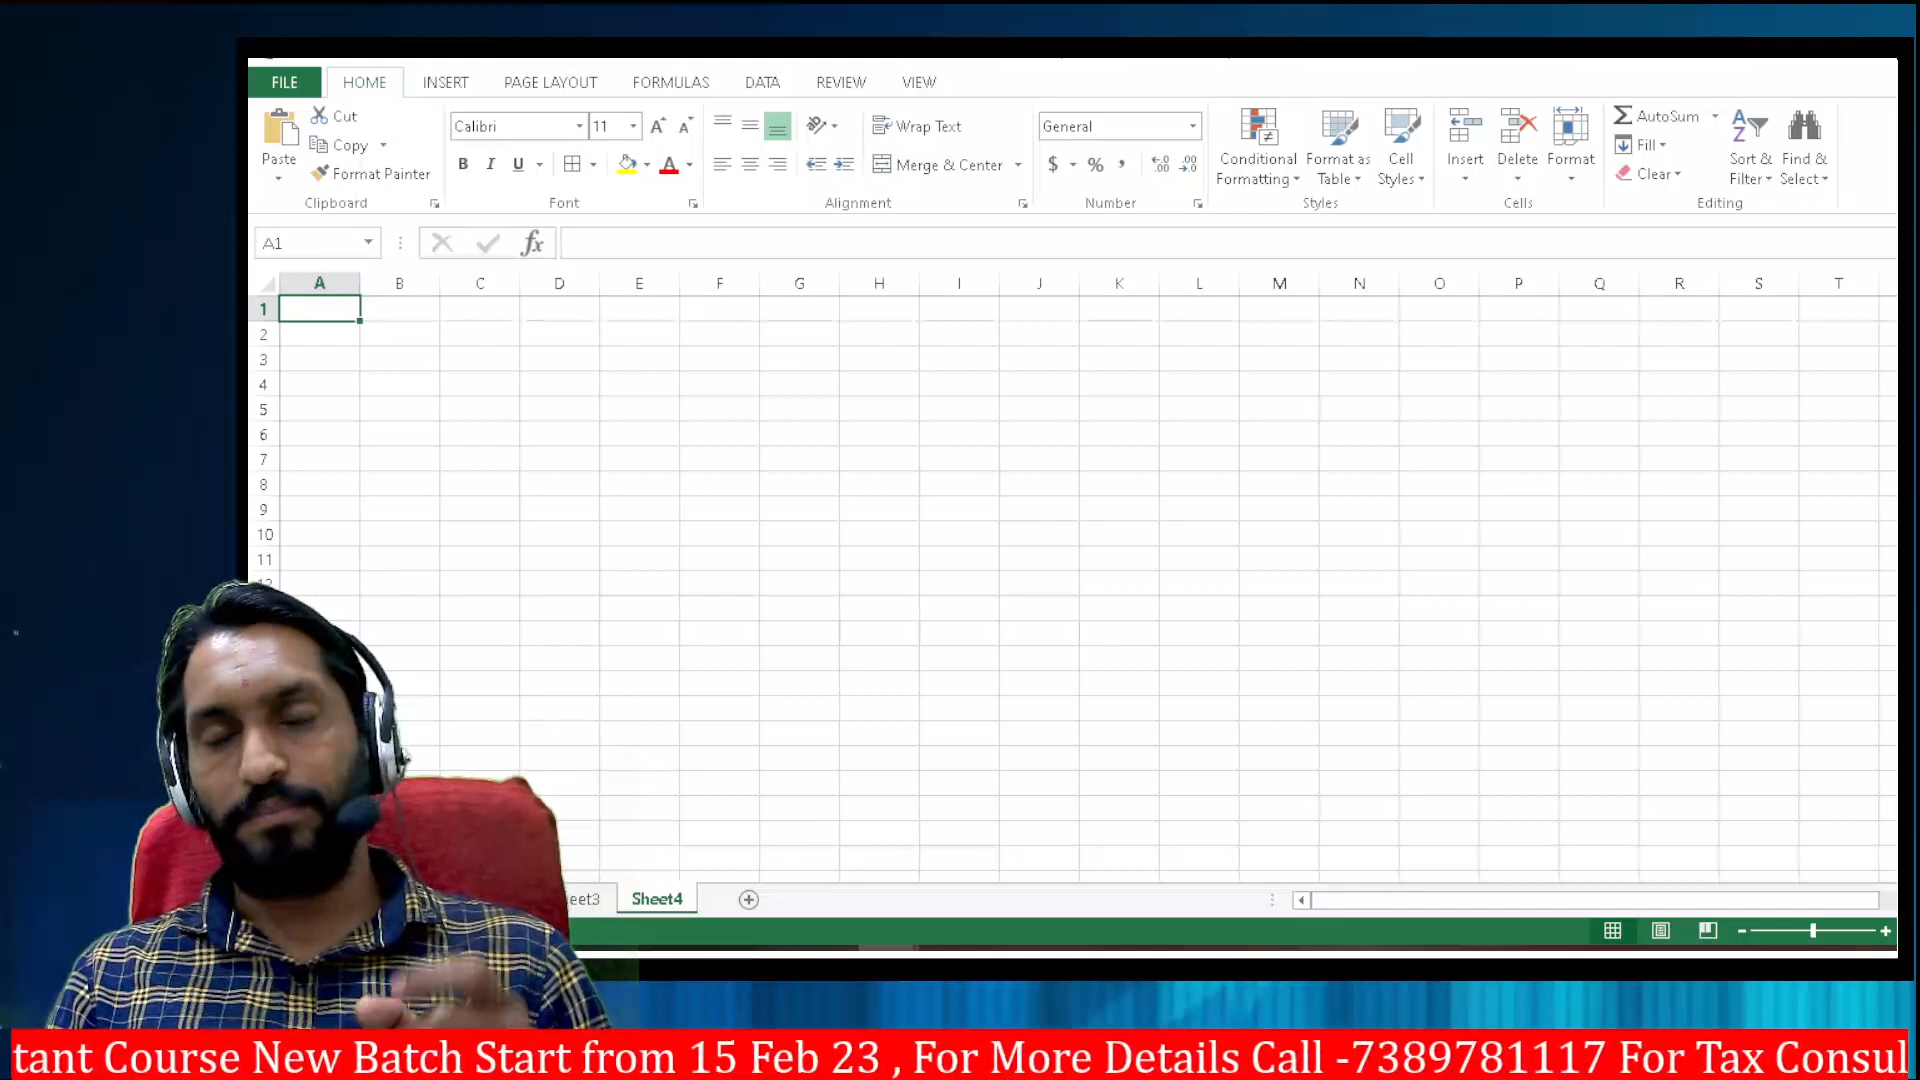 FILE HOME INSERT PAGE LAYOUT FORMULAS DATA REVIEW VIEW
Cut
Copy
Format Painter
Paste
Clipboard
Calibri 11
B I U A
Font
Wrap Text
Merge & Center
Alignment
General
$ % ,
Number
Conditional Formatting
Format as Table
Cell Styles
Styles
Insert Delete Format
Cells
AutoSum
Fill
Clear
Sort & Filter
Find & Select
Editing
A1 fx
A B C D E F G H I J K L M N O P Q R S T
1
2
3
4
5
6
7
8
9
10
11
eet3 Sheet4
tant Course New Batch Start from 15 Feb 23 , For More Details Call -7389781117 For Tax Consul